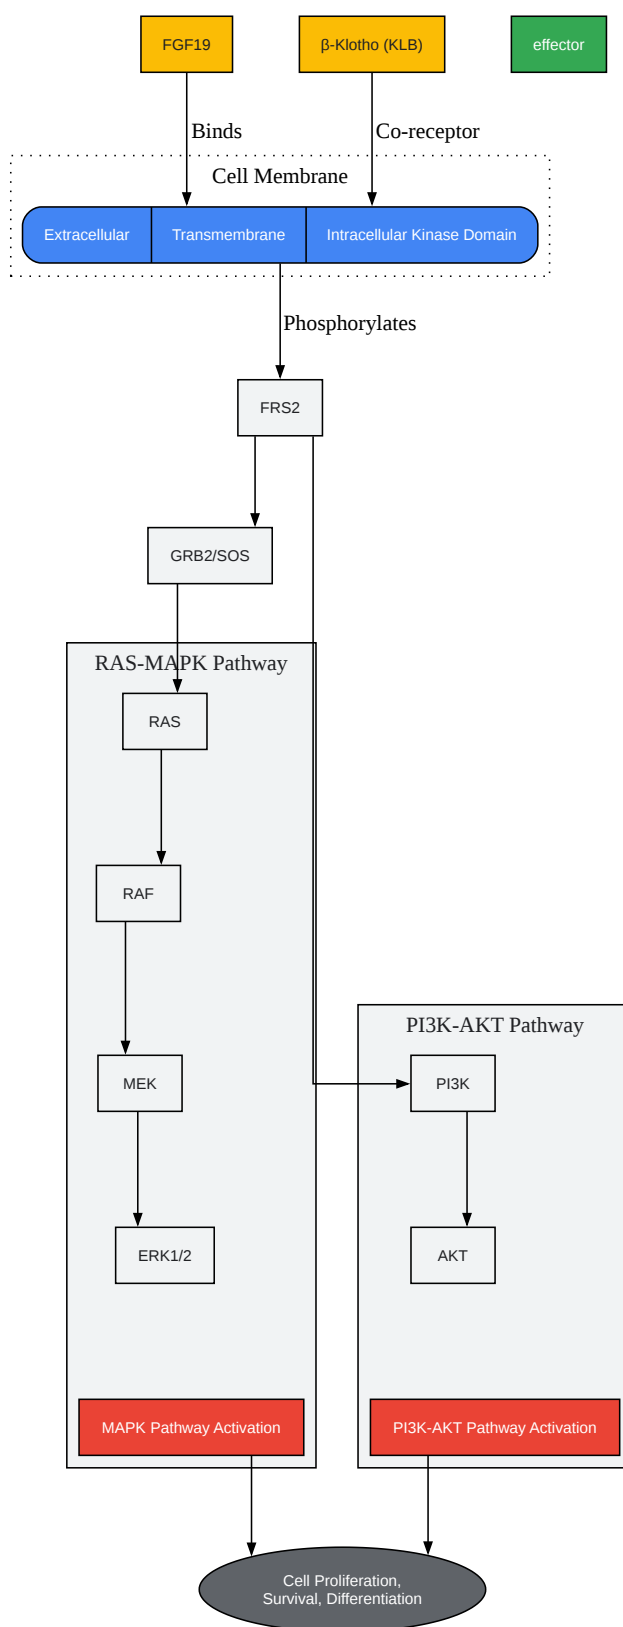 FGF19
β-Klotho (KLB)
effector
Binds
Co-receptor
Cell Membrane
Extracellular
Transmembrane
Intracellular Kinase Domain
Phosphorylates
FRS2
GRB2/SOS
RAS-MAPK Pathway
RAS
RAF
PI3K-AKT Pathway
MEK
PI3K
ERK1/2
AKT
MAPK Pathway Activation
PI3K-AKT Pathway Activation
Cell Proliferation,
Survival, Differentiation